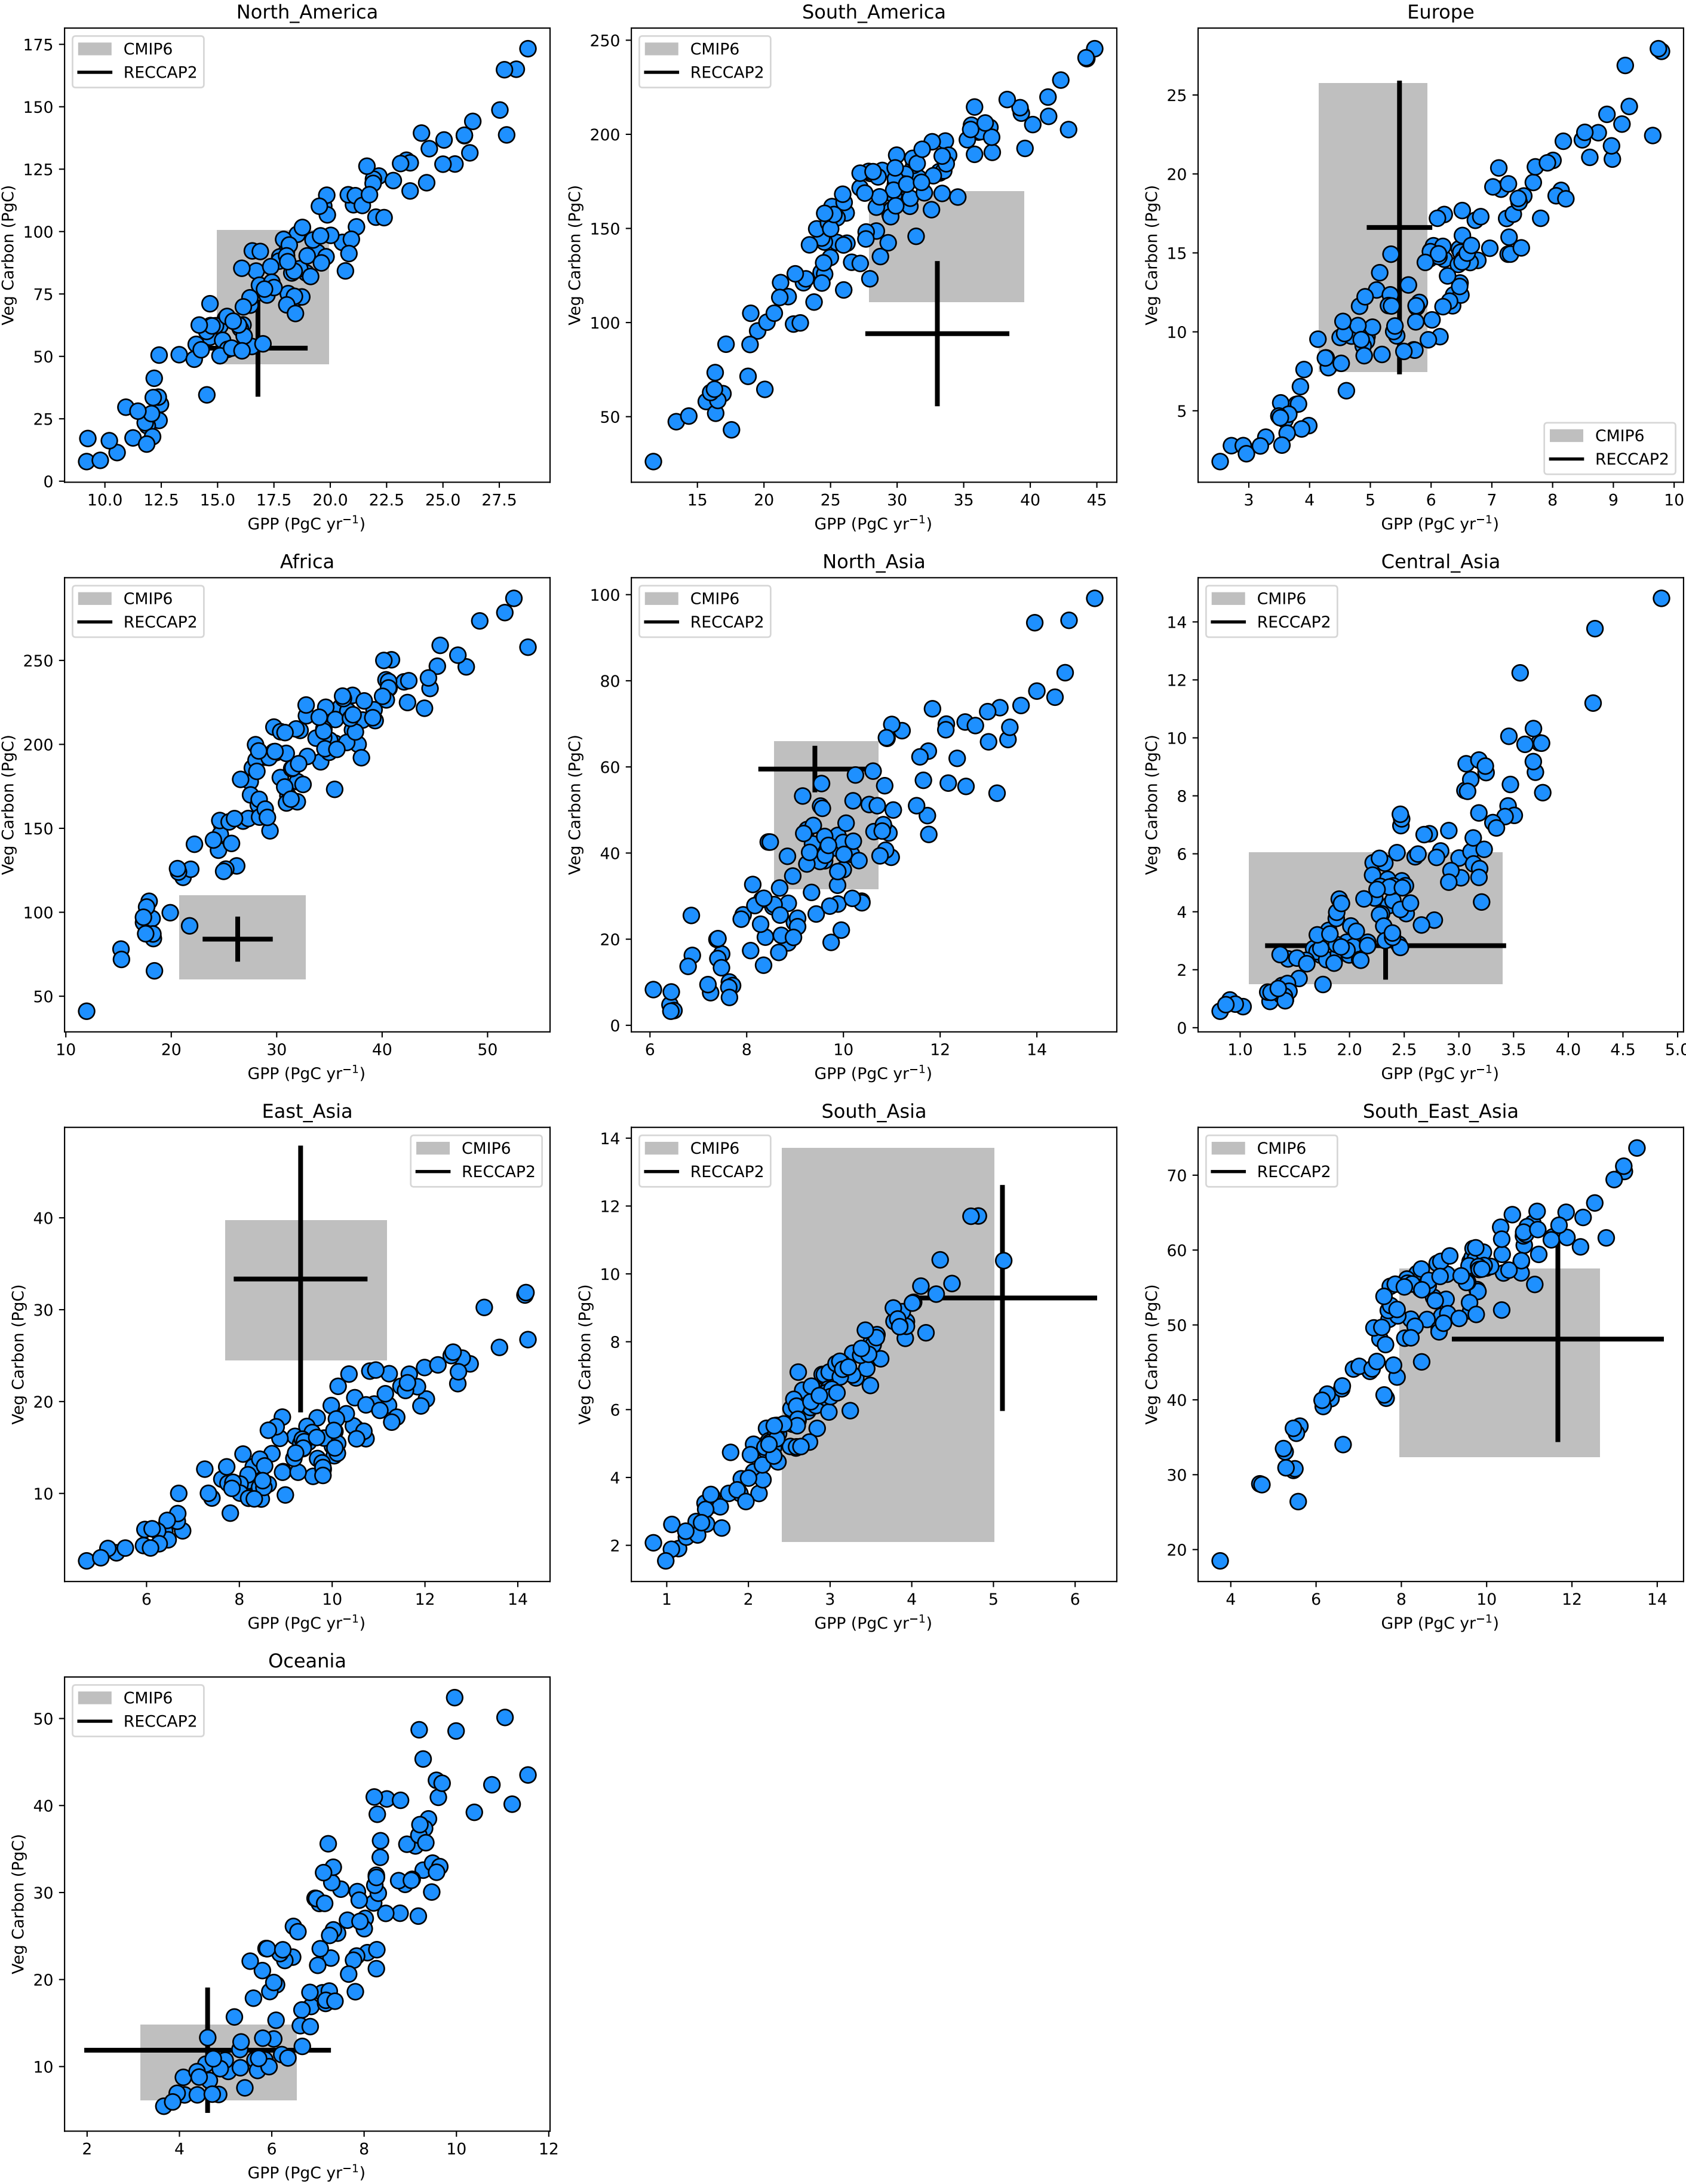 North_America
Veg Carbon (PgC)
175
150
125
100
75
50
25
0
CMIP6
RECCAP2
10.0 12.5 15.0 17.5 20.0 22.5 25.0 27.5
GPP (PgC yr⁻¹)
South_America
Veg Carbon (PgC)
250
200
150
100
50
CMIP6
RECCAP2
15 20 25 30 35 40 45
GPP (PgC yr⁻¹)
Europe
Veg Carbon (PgC)
25
20
15
10
5
CMIP6
RECCAP2
3 4 5 6 7 8 9 10
GPP (PgC yr⁻¹)
Africa
Veg Carbon (PgC)
250
200
150
100
50
CMIP6
RECCAP2
10 20 30 40 50
GPP (PgC yr⁻¹)
North_Asia
Veg Carbon (PgC)
100
80
60
40
20
0
CMIP6
RECCAP2
6 8 10 12 14
GPP (PgC yr⁻¹)
Central_Asia
Veg Carbon (PgC)
14
12
10
8
6
4
2
0
CMIP6
RECCAP2
1.0 1.5 2.0 2.5 3.0 3.5 4.0 4.5 5.0
GPP (PgC yr⁻¹)
East_Asia
Veg Carbon (PgC)
40
30
20
10
CMIP6
RECCAP2
6 8 10 12 14
GPP (PgC yr⁻¹)
South_Asia
Veg Carbon (PgC)
14
12
10
8
6
4
2
CMIP6
RECCAP2
1 2 3 4 5 6
GPP (PgC yr⁻¹)
South_East_Asia
Veg Carbon (PgC)
70
60
50
40
30
20
CMIP6
RECCAP2
4 6 8 10 12 14
GPP (PgC yr⁻¹)
Oceania
Veg Carbon (PgC)
50
40
30
20
10
CMIP6
RECCAP2
2 4 6 8 10 12
GPP (PgC yr⁻¹)